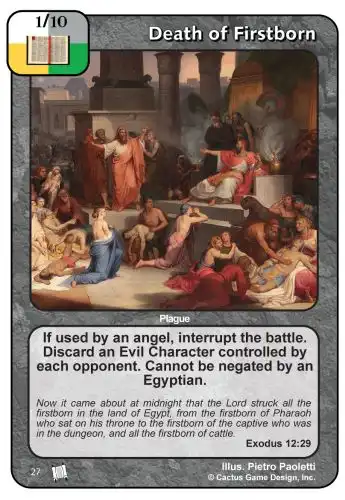 1/10
Death of Firstborn
Plague
If used by an angel, interrupt the battle.
Discard an Evil Character controlled by
each opponent. Cannot be negated by an
Egyptian.
Now it came about at midnight that the Lord struck all the
firstborn in the land of Egypt, from the firstborn of Pharaoh
who sat on his throne to the firstborn of the captive who was
in the dungeon, and all the firstborn of cattle.
Exodus 12:29
27
Illus. Pietro Paoletti
© Cactus Game Design, Inc.